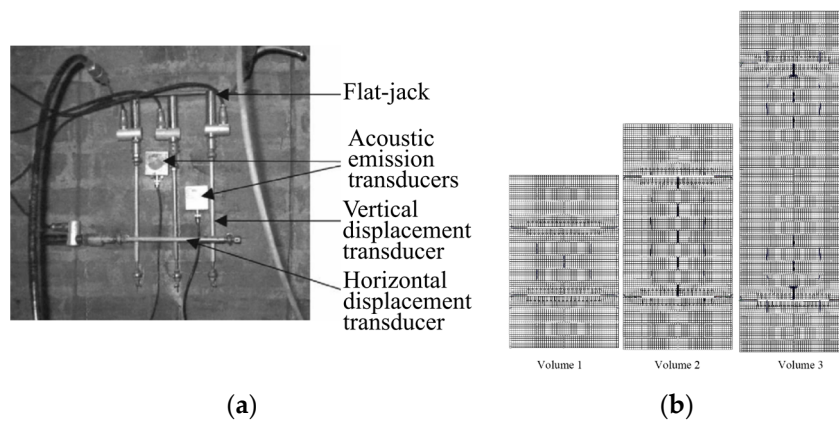 Flat-jack
Acoustic
emission
transducers
Vertical
displacement
transducer
Horizontal
displacement
transducer
Volume 1
Volume 2
Volume 3
(a)
(b)